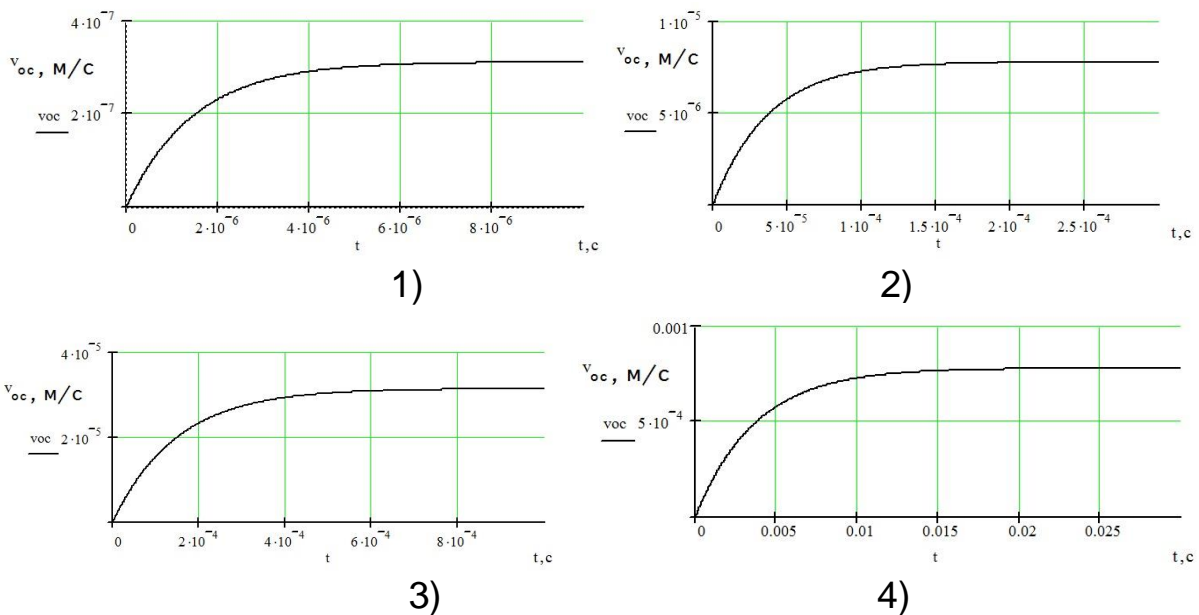 4·10⁻⁷
v_oc, М/С
voc 2·10⁻⁷
0 2·10⁻⁶ 4·10⁻⁶ 6·10⁻⁶ 8·10⁻⁶
t t,c
1)
1·10⁻⁵
v_oc, М/С
voc 5·10⁻⁶
0 5·10⁻⁵ 1·10⁻⁴ 1.5·10⁻⁴ 2·10⁻⁴ 2.5·10⁻⁴
t t,c
2)
4·10⁻⁵
v_oc, М/С
voc 2·10⁻⁵
0 2·10⁻⁴ 4·10⁻⁴ 6·10⁻⁴ 8·10⁻⁴
t t,c
3)
0.001
v_oc, М/С
voc 5·10⁻⁴
0 0.005 0.01 0.015 0.02 0.025
t t,c
4)